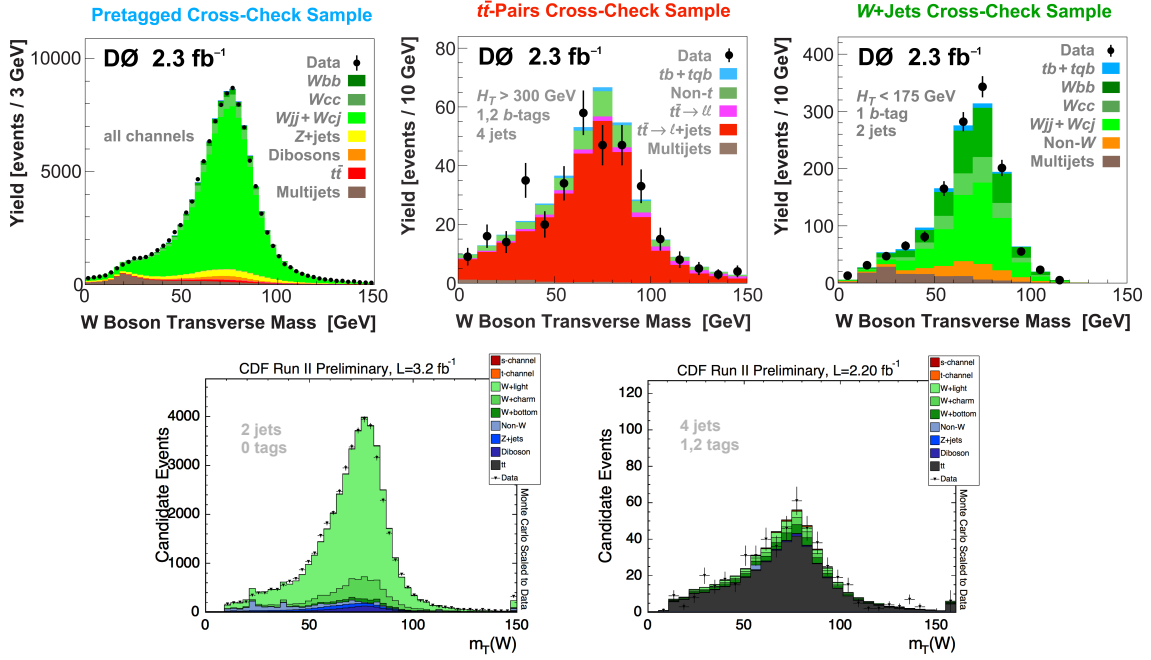 Pretagged Cross-Check Sample
DØ 2.3 fb⁻¹
all channels
Data
Wbb
Wcc
Wjj + Wcj
Z+jets
Dibosons
tt̄
Multijets
Yield [events / 3 GeV]
10000
5000
0
0 50 100 150
W Boson Transverse Mass [GeV]
tt̄-Pairs Cross-Check Sample
DØ 2.3 fb⁻¹
H_T > 300 GeV
1,2 b-tags
4 jets
Data
tb + tqb
Non-t
tt̄ → ℓℓ
tt̄ → ℓ+jets
Multijets
Yield [events / 10 GeV]
80
60
40
20
0
0 50 100 150
W Boson Transverse Mass [GeV]
W+Jets Cross-Check Sample
DØ 2.3 fb⁻¹
H_T < 175 GeV
1 b-tag
2 jets
Data
tb + tqb
Wbb
Wcc
Wjj + Wcj
Non-W
Multijets
Yield [events / 10 GeV]
400
300
200
100
0
0 50 100 150
W Boson Transverse Mass [GeV]
CDF Run II Preliminary, L=3.2 fb⁻¹
2 jets
0 tags
s-channel
t-channel
W+light
W+charm
W+bottom
Non-W
Z+jets
Diboson
tt
Data
Candidate Events
4000
3000
2000
1000
0
0 50 100 150
m_T(W)
Monte Carlo Scaled to Data
CDF Run II Preliminary, L=2.20 fb⁻¹
4 jets
1,2 tags
s-channel
t-channel
W+light
W+charm
W+bottom
Non-W
Z+jets
Diboson
tt
Data
Candidate Events
120
100
80
60
40
20
0
0 50 100 150
m_T(W)
Monte Carlo Scaled to Data